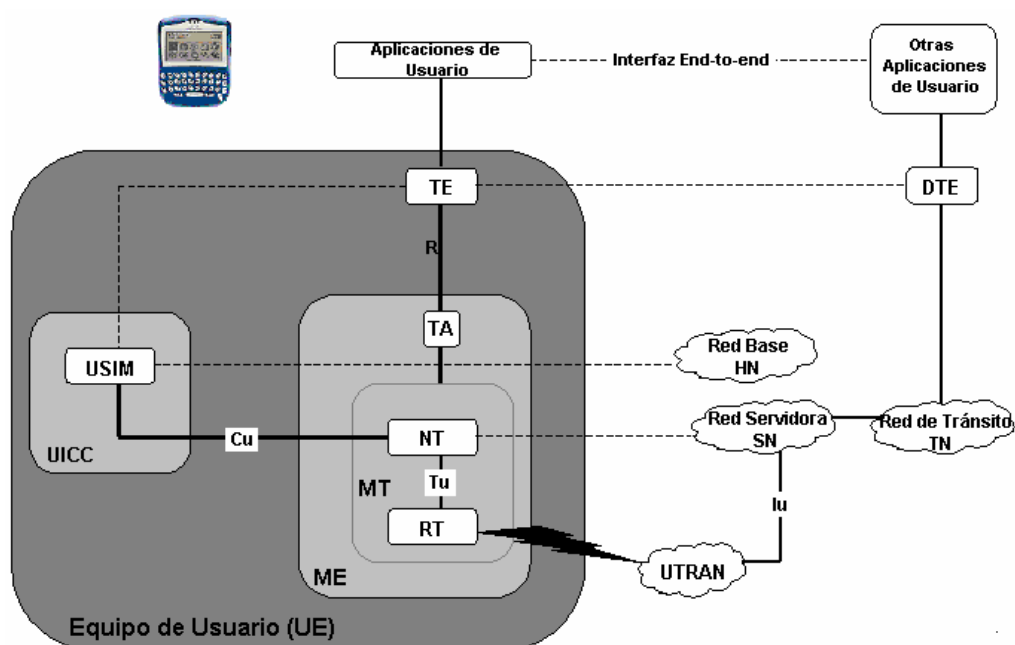 Aplicaciones de
Usuario
Interfaz End-to-end
Otras
Aplicaciones
de Usuario
TE
DTE
R
TA
USIM
Red Base
HN
UICC
Cu
NT
Red Servidora
SN
Red de Tránsito
TN
MT
Tu
Iu
RT
UTRAN
ME
Equipo de Usuario (UE)